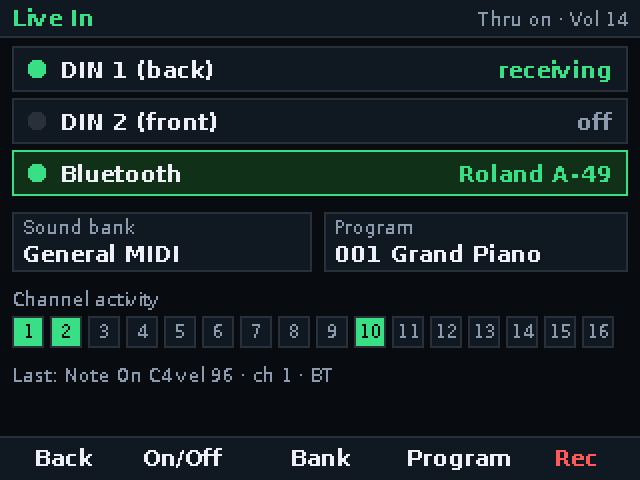 Live In Thru on · Vol 14
DIN 1 (back) receiving
DIN 2 (front) off
Bluetooth Roland A-49
Sound bank Program
General MIDI 001 Grand Piano
Channel activity
1 2 3 4 5 6 7 8 9 10 11 12 13 14 15 16
Last: Note On C4 vel 96 · ch 1 · BT
Back On/Off Bank Program Rec